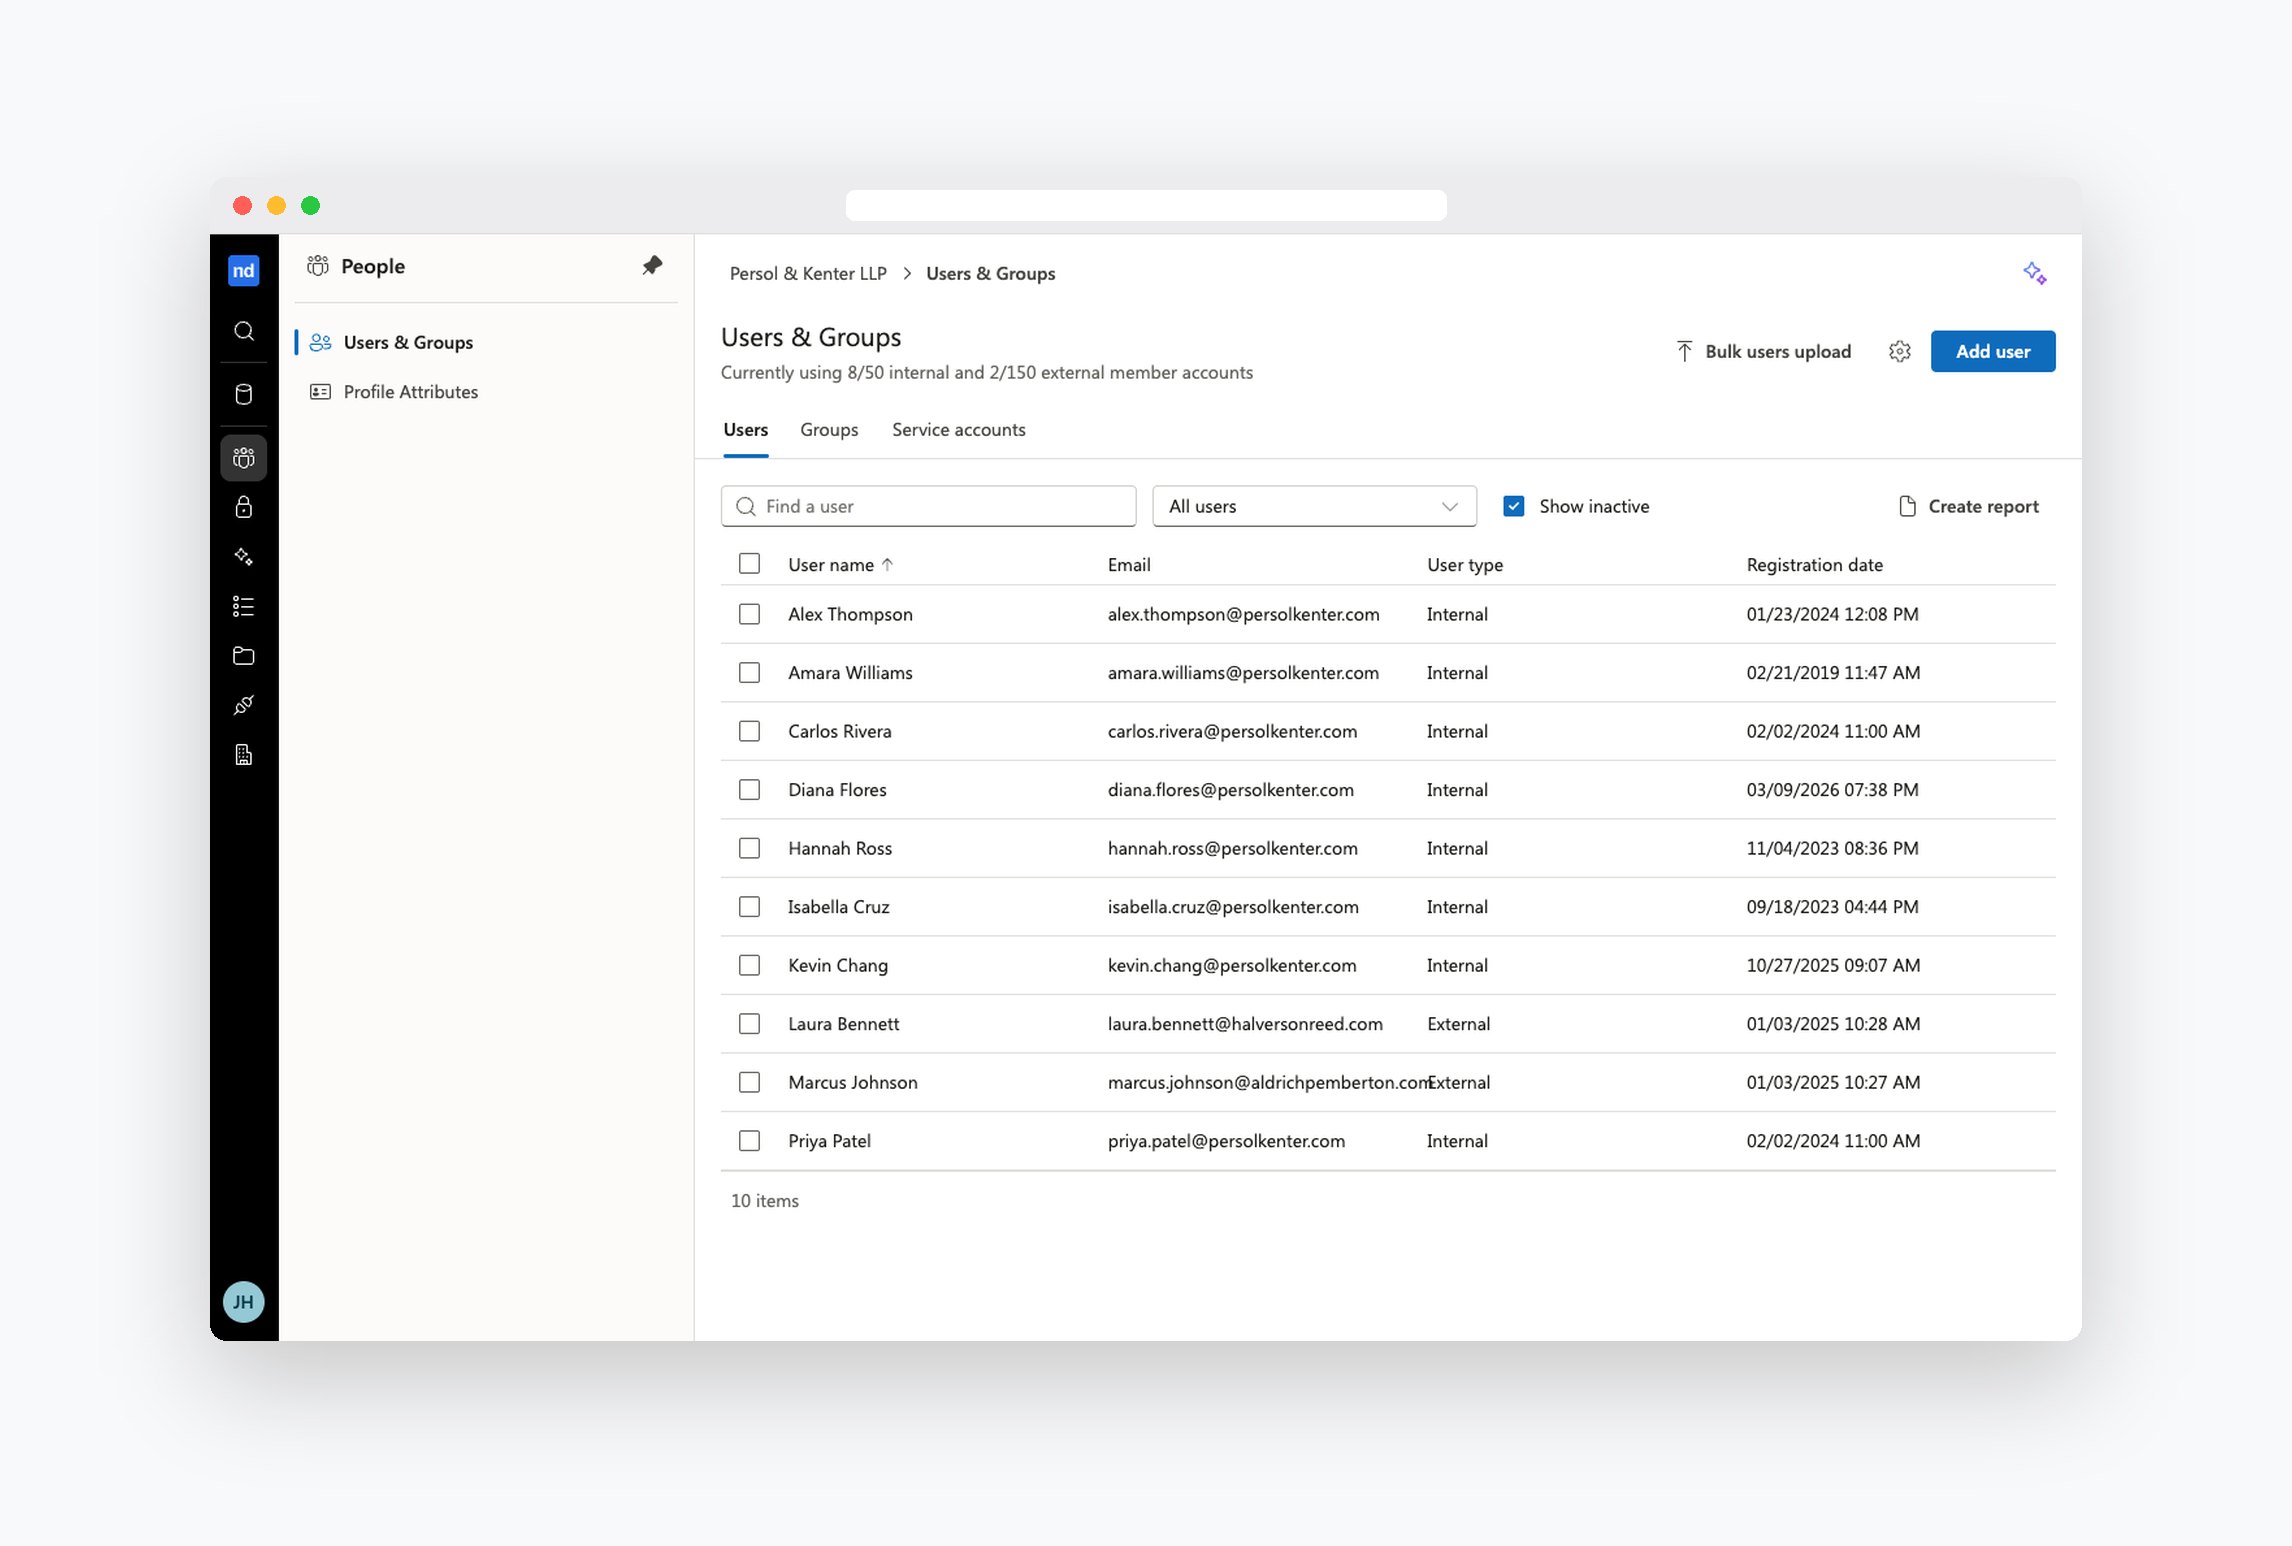 nd
People
Users & Groups
Profile Attributes
JH
Persol & Kenter LLP > Users & Groups
Users & Groups
Currently using 8/50 internal and 2/150 external member accounts
Bulk users upload
Add user
Users Groups Service accounts
Find a user All users Show inactive Create report
User name ↑ Email User type Registration date
Alex Thompson alex.thompson@persolkenter.com Internal 01/23/2024 12:08 PM
Amara Williams amara.williams@persolkenter.com Internal 02/21/2019 11:47 AM
Carlos Rivera carlos.rivera@persolkenter.com Internal 02/02/2024 11:00 AM
Diana Flores diana.flores@persolkenter.com Internal 03/09/2026 07:38 PM
Hannah Ross hannah.ross@persolkenter.com Internal 11/04/2023 08:36 PM
Isabella Cruz isabella.cruz@persolkenter.com Internal 09/18/2023 04:44 PM
Kevin Chang kevin.chang@persolkenter.com Internal 10/27/2025 09:07 AM
Laura Bennett laura.bennett@halversonreed.com External 01/03/2025 10:28 AM
Marcus Johnson marcus.johnson@aldrichpemberton.com External 01/03/2025 10:27 AM
Priya Patel priya.patel@persolkenter.com Internal 02/02/2024 11:00 AM
10 items